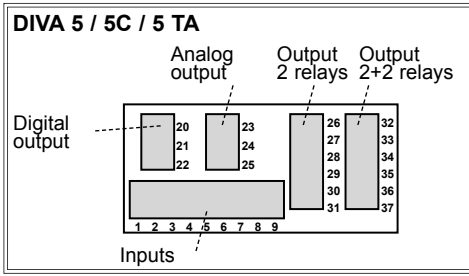 DIVA 5 / 5C / 5 TA
Analog
output
Output
2 relays
Output
2+2 relays
Digital
output
20
21
22
23
24
25
26
27
28
29
30
31
32
33
34
35
36
37
1 2 3 4 5 6 7 8 9
Inputs